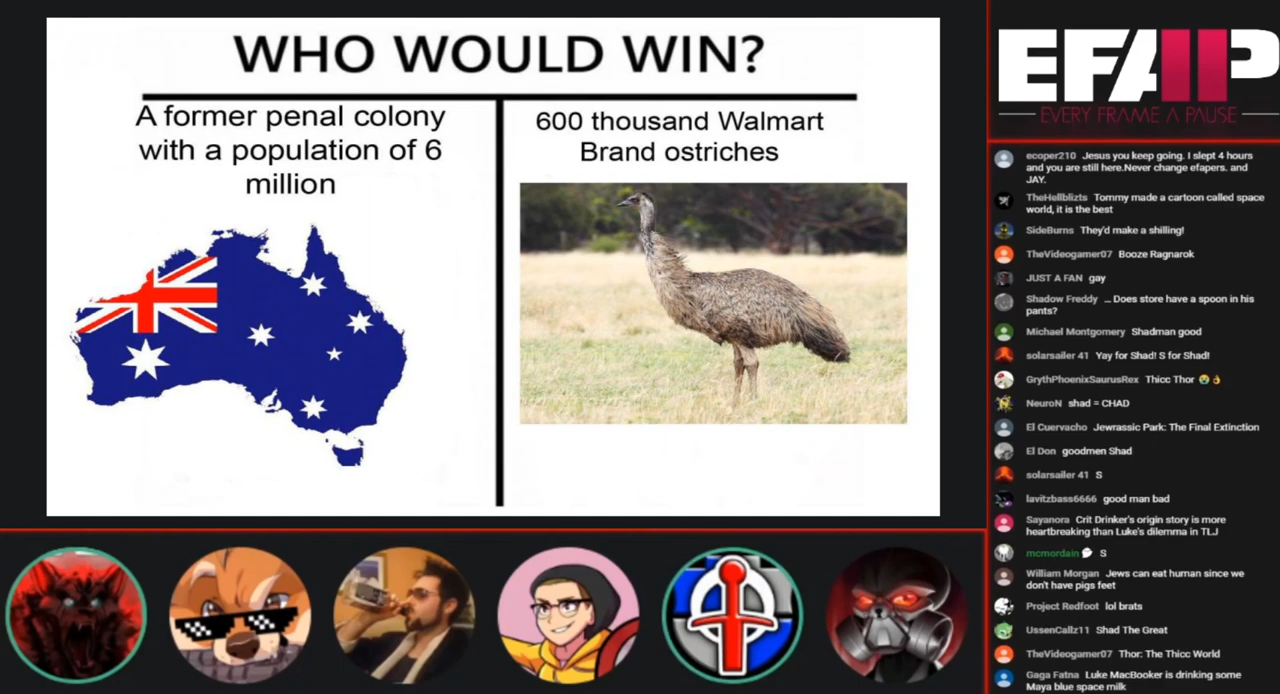 WHO WOULD WIN?
A former penal colony
with a population of 6
million
600 thousand Walmart
Brand ostriches
EFAP
EVERY FRAME A PAUSE
ecoper210 Jesus you keep going. I slept 4 hours
and you are still here.Never change efapers. and
JAY.
TheHellblizts Tommy made a cartoon called space
world, it is the best
SideBurns They'd make a shilling!
TheVideogamer07 Booze Ragnarok
JUST A FAN gay
Shadow Freddy ... Does store have a spoon in his
pants?
Michael Montgomery Shadman good
solarsailer 41 Yay for Shad! S for Shad!
GrythPhoenixSaurusRex Thicc Thor 😭👌
NeuroN shad = CHAD
El Cuervacho Jewrassic Park: The Final Extinction
El Don goodmen Shad
solarsailer 41 S
lavitzbass6666 good man bad
Sayanora Crit Drinker's origin story is more
heartbreaking than Luke's dilemma in TLJ
mcmordain S
William Morgan Jews can eat human since we
don't have pigs feet
Project Redfoot lol brats
UssenCallz11 Shad The Great
TheVideogamer07 Thor: The Thicc World
Gaga Fatna Luke MacBooker is drinking some
Maya blue space milk